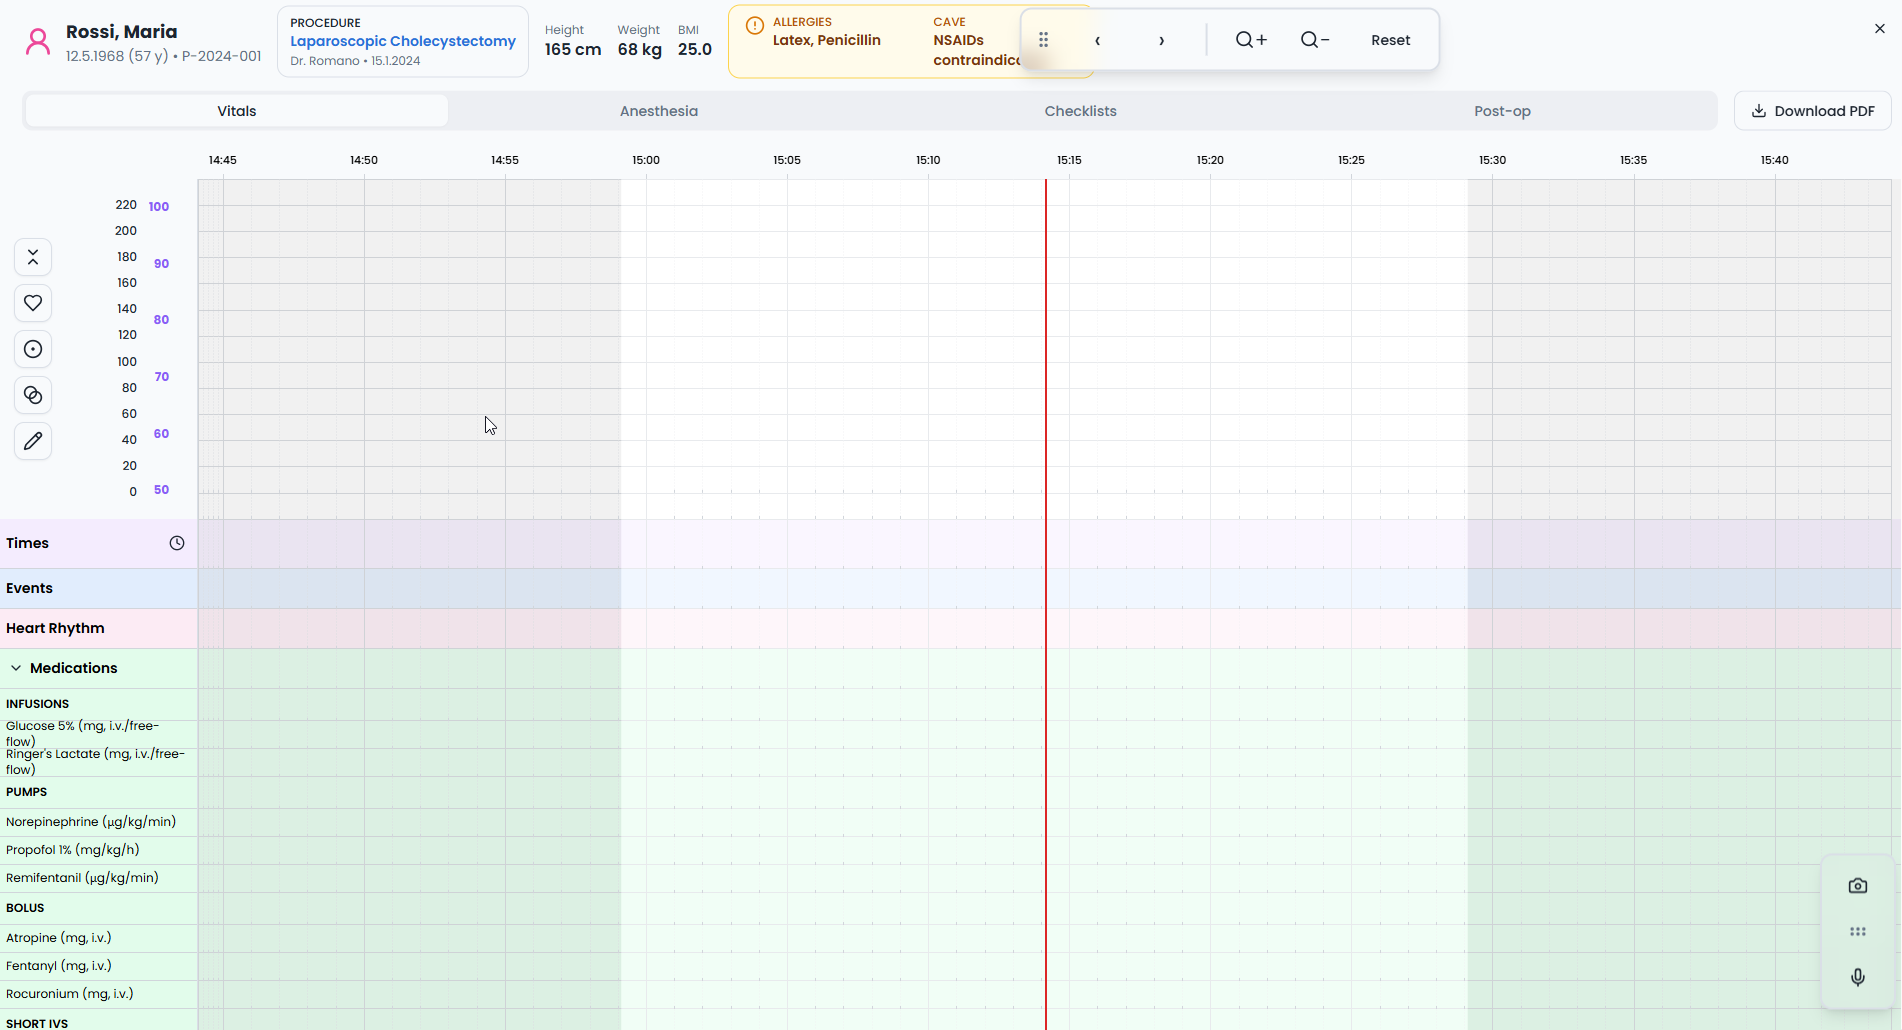 Rossi, Maria
12.5.1968 (57 y) • P-2024-001
PROCEDURE
Laparoscopic Cholecystectomy
Dr. Romano • 15.1.2024
Height
165 cm
Weight
68 kg
BMI
25.0
ALLERGIES
Latex, Penicillin
CAVE
NSAIDs
Reset
Vitals
Anesthesia
Checklists
Post-op
Download PDF
14:45
14:50
14:55
15:00
15:05
15:10
15:15
15:20
15:25
15:30
15:35
15:40
220
200
180
160
140
120
100
80
60
40
20
0
100
90
80
70
60
50
Times
Events
Heart Rhythm
Medications
INFUSIONS
Glucose 5% (mg, i.v./free-
flow)
Ringer's Lactate (mg, i.v./free-
flow)
PUMPS
Norepinephrine (μg/kg/min)
Propofol 1% (mg/kg/h)
Remifentanil (μg/kg/min)
BOLUS
Atropine (mg, i.v.)
Fentanyl (mg, i.v.)
Rocuronium (mg, i.v.)
SHORT IVS